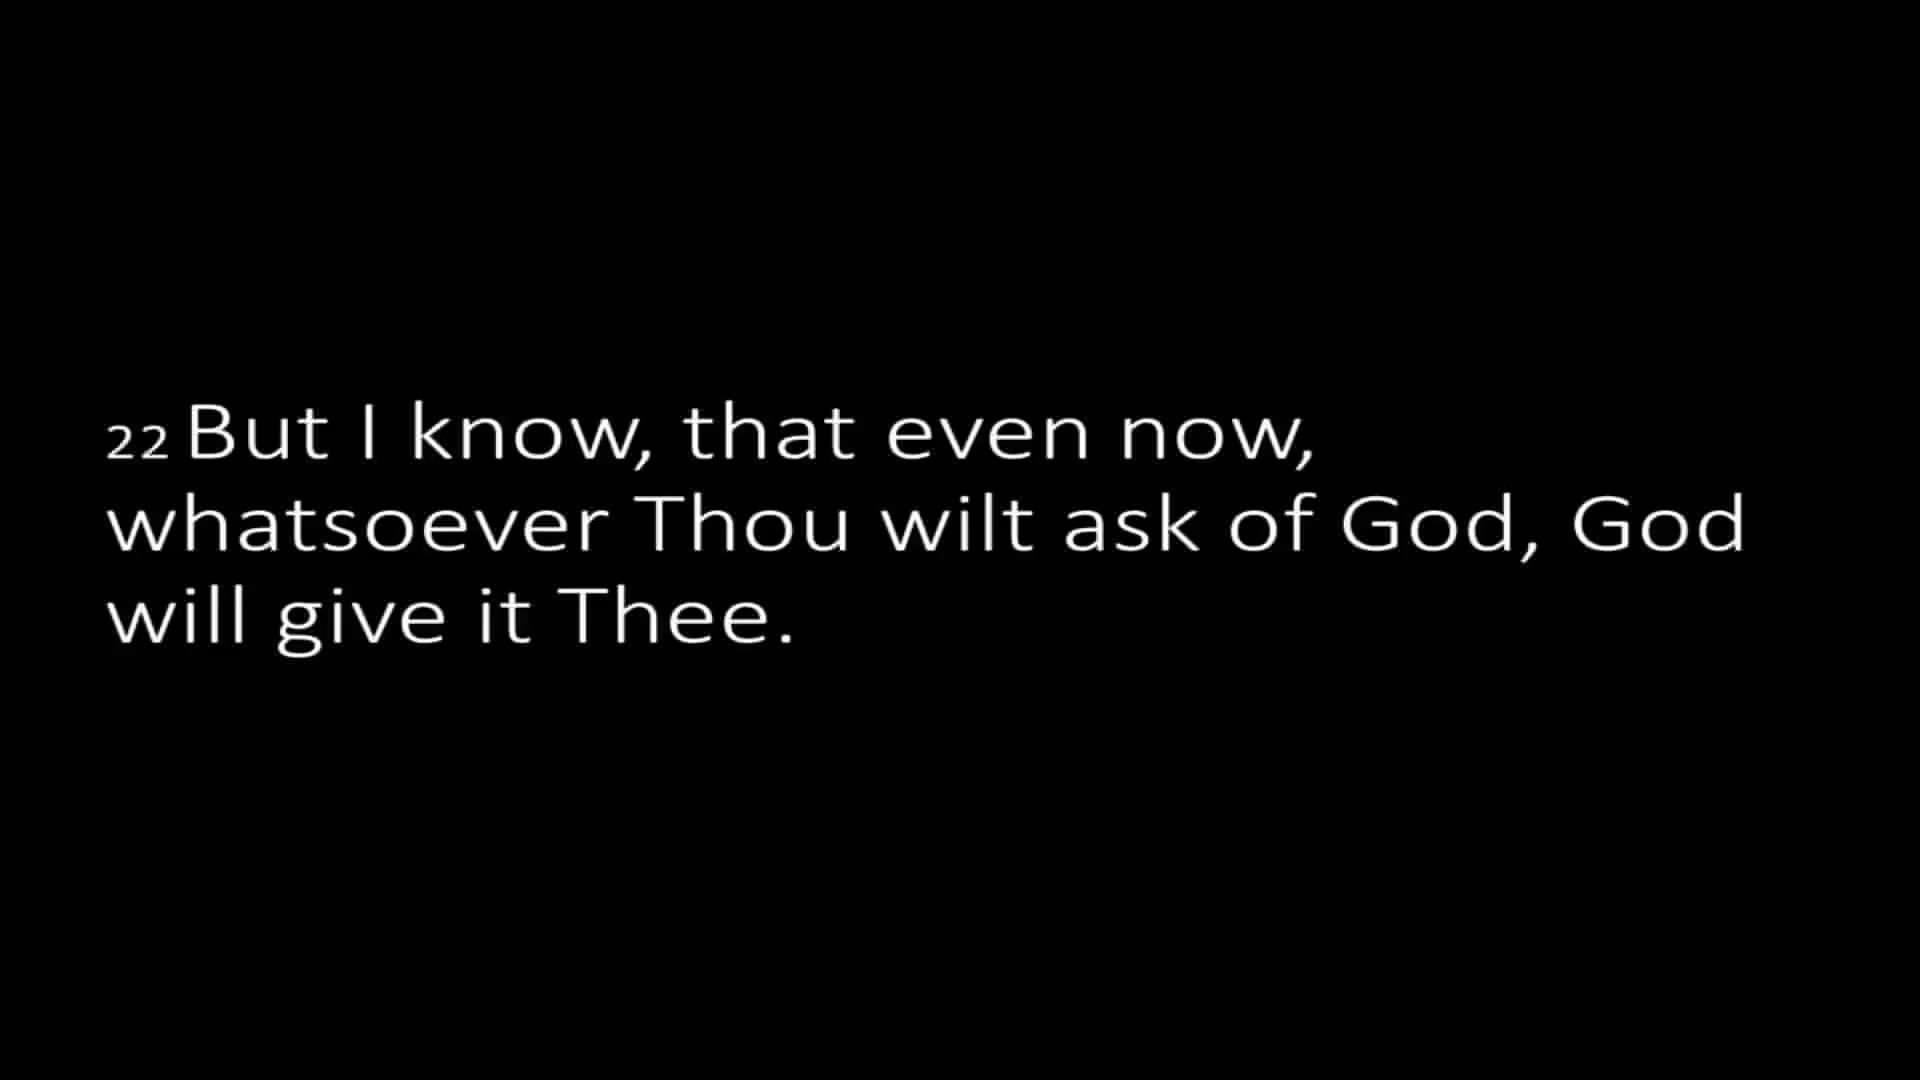 22 But I know, that even now,
whatsoever Thou wilt ask of God, God
will give it Thee.